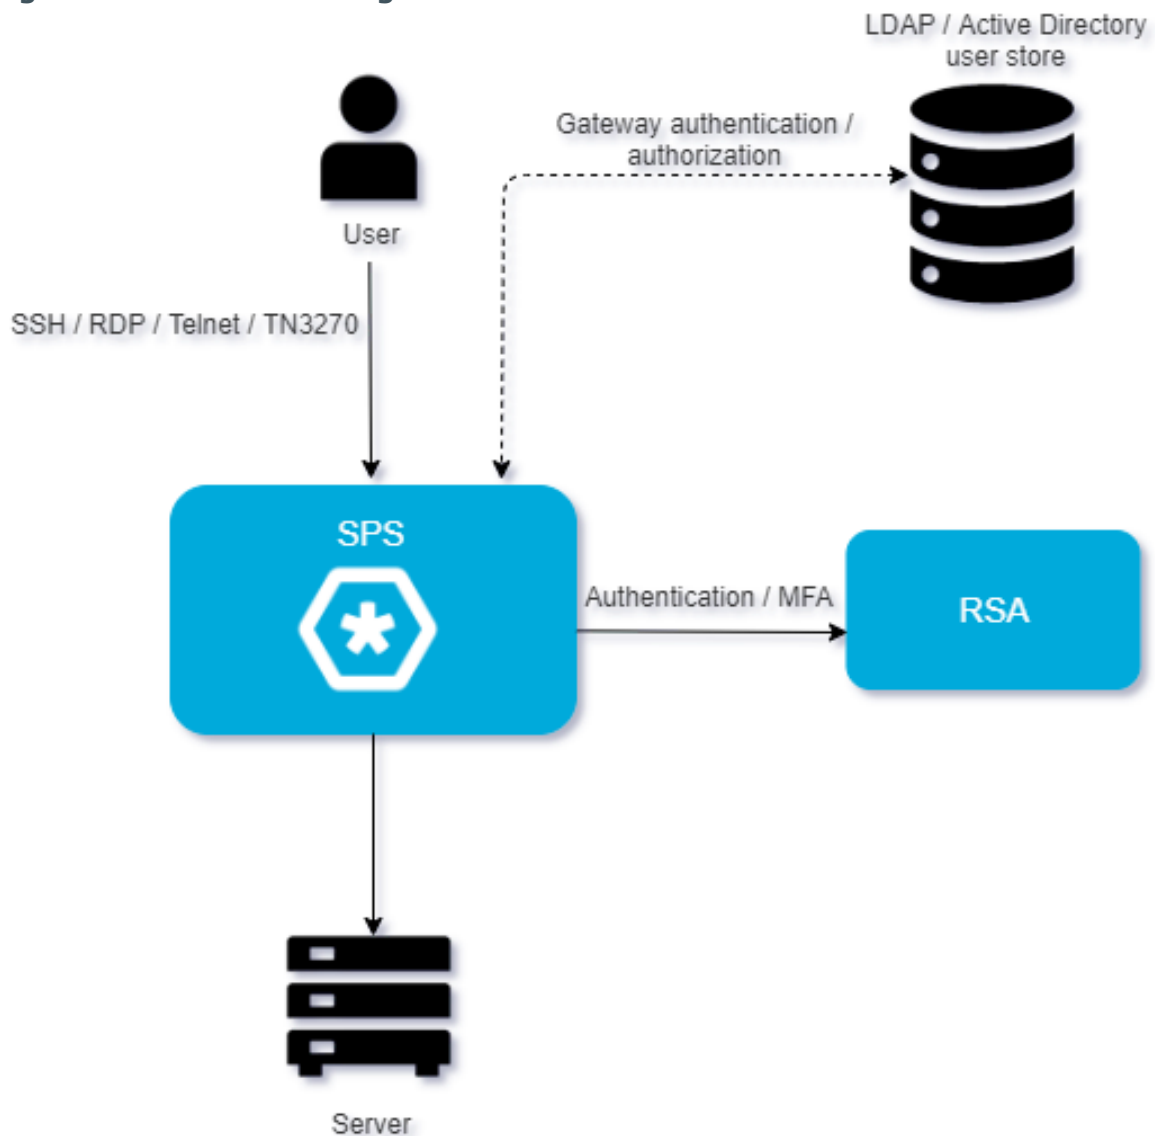 LDAP / Active Directory
user store
Gateway authentication /
authorization
User
SSH / RDP / Telnet / TN3270
SPS
Authentication / MFA
RSA
Server